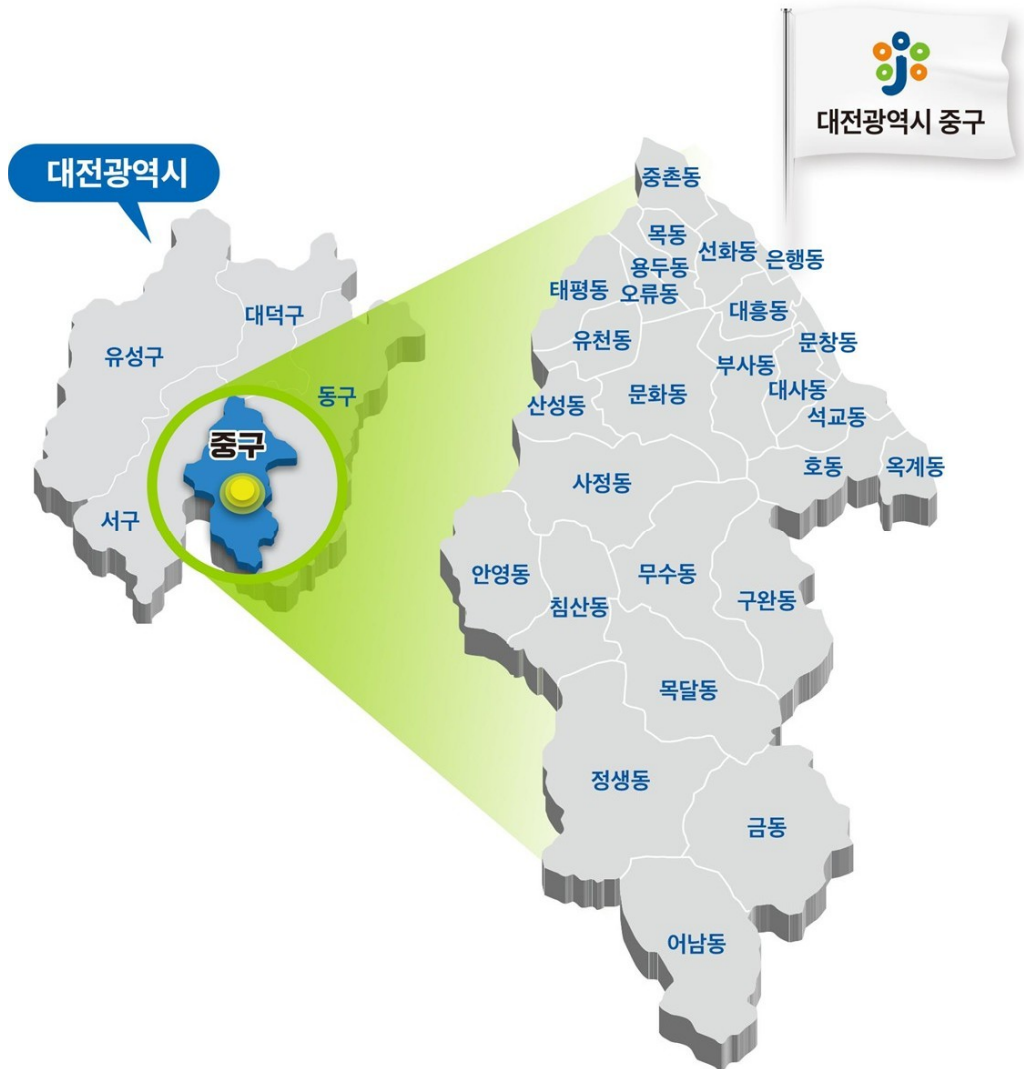 대전광역시 중구
대전광역시
대덕구
유성구
동구
중구
서구
중촌동
목동
선화동
은행동
용두동
태평동
오류동
대흥동
유천동
문창동
부사동
문화동
대사동
산성동
석교동
호동
옥계동
사정동
안영동
무수동
침산동
구완동
목달동
정생동
금동
어남동